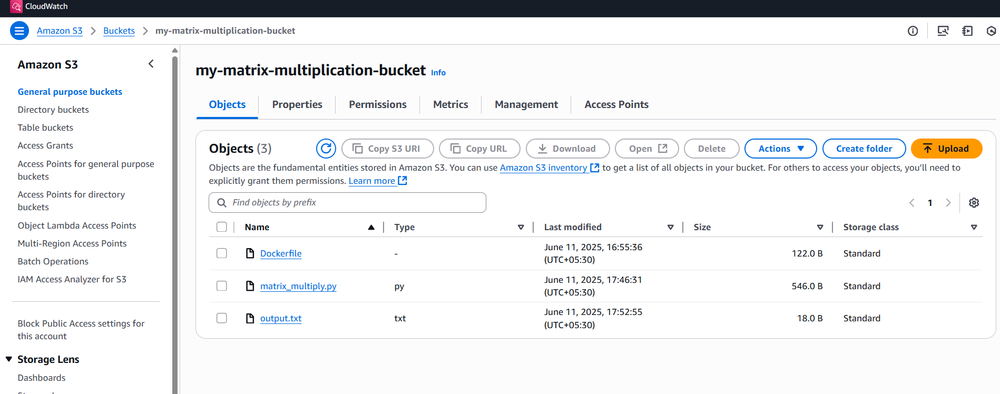 CloudWatch
Amazon S3 > Buckets > my-matrix-multiplication-bucket
Amazon S3
General purpose buckets
Directory buckets
Table buckets
Access Grants
Access Points for general purpose
buckets
Access Points for directory
buckets
Object Lambda Access Points
Multi-Region Access Points
Batch Operations
IAM Access Analyzer for S3
Block Public Access settings for
this account
Storage Lens
Dashboards
my-matrix-multiplication-bucket Info
Objects Properties Permissions Metrics Management Access Points
Objects (3) Copy S3 URI Copy URL Download Open Delete Actions Create folder Upload
Objects are the fundamental entities stored in Amazon S3. You can use Amazon S3 inventory to get a list of all objects in your bucket. For others to access your objects, you’ll need to
explicitly grant them permissions. Learn more
Find objects by prefix
1
Name Type Last modified Size Storage class
Dockerfile - June 11, 2025, 16:55:36 (UTC+05:30) 122.0 B Standard
matrix_multiply.py py June 11, 2025, 17:46:31 (UTC+05:30) 546.0 B Standard
output.txt txt June 11, 2025, 17:52:55 (UTC+05:30) 18.0 B Standard